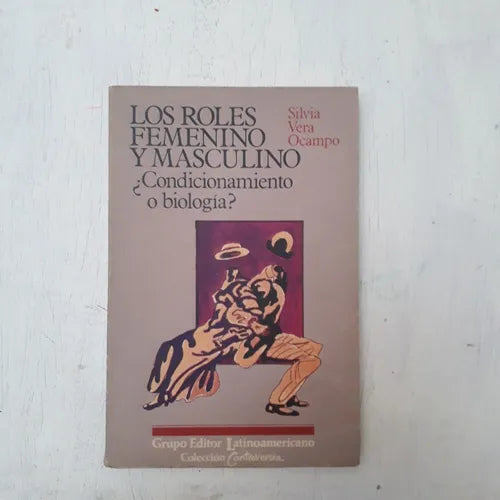 LOS ROLES
FEMENINO
Y MASCULINO
¿Condicionamiento
o biología?
Silvia
Vera
Ocampo
Grupo Editor Latinoamericano
Colección Controversia